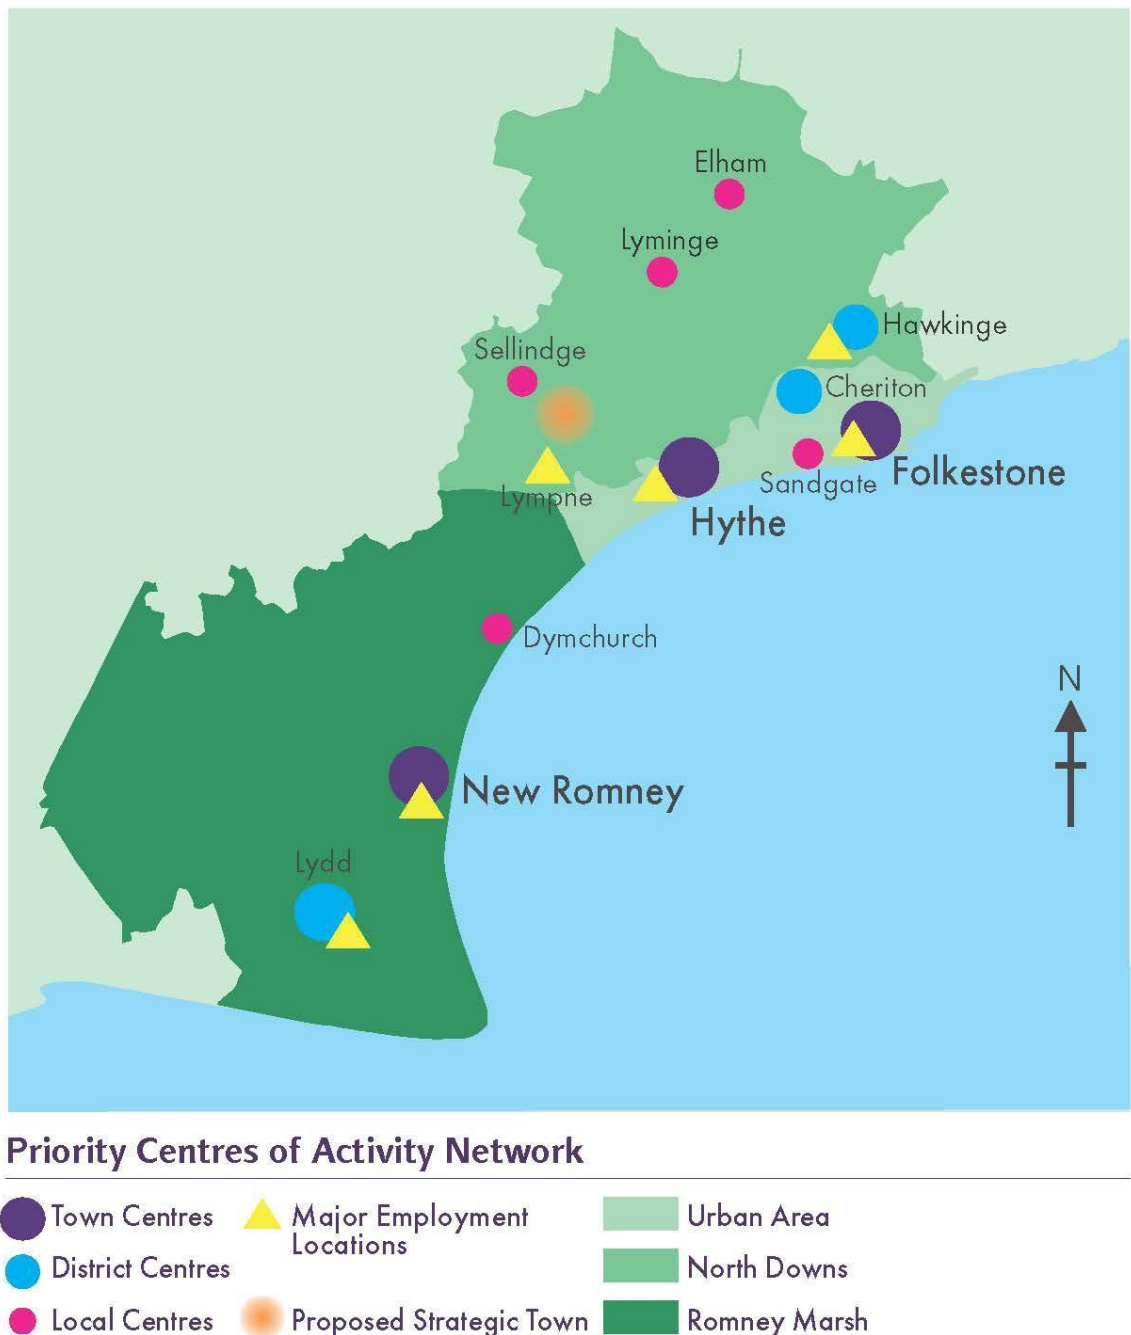 Elham
Lyminge
Hawkinge
Sellindge
Cheriton
Folkestone
Sandgate
Lympne
Hythe
Dymchurch
N
New Romney
Lydd
Priority Centres of Activity Network
Town Centres
Major Employment
Locations
Urban Area
District Centres
North Downs
Local Centres
Proposed Strategic Town
Romney Marsh